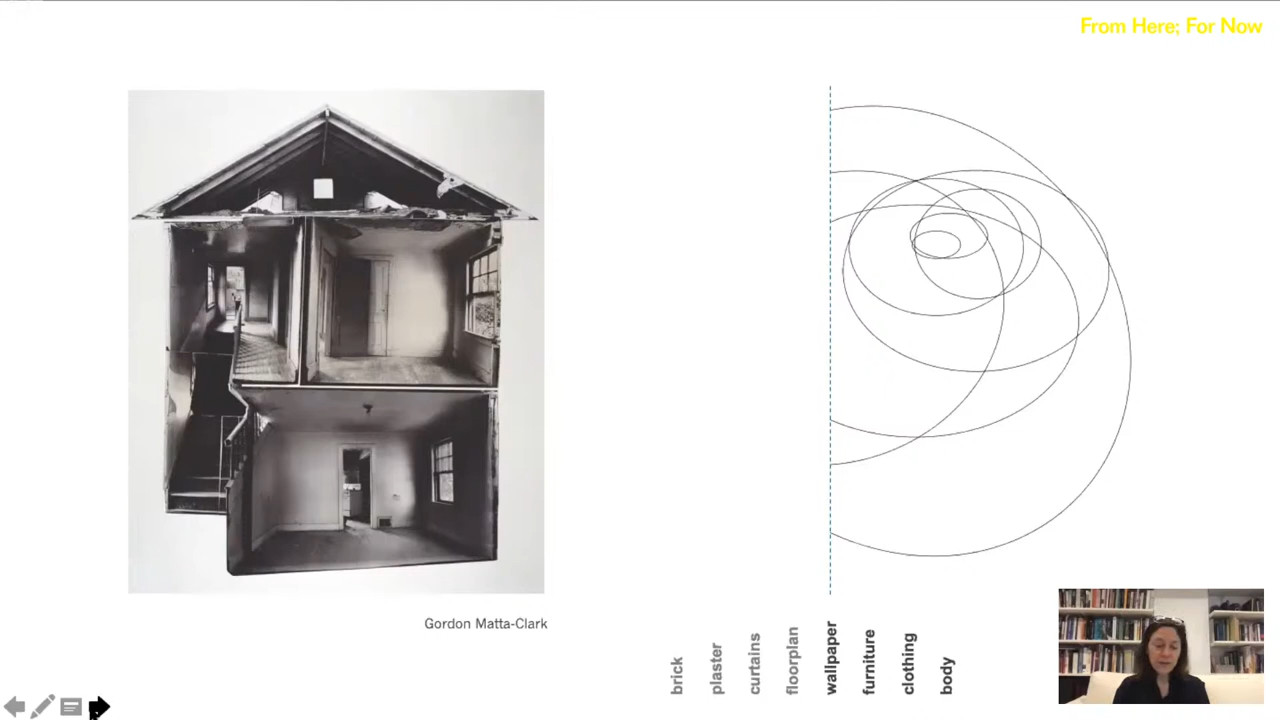 From Here; For Now
Gordon Matta-Clark
brick
plaster
curtains
floorplan
wallpaper
furniture
clothing
body